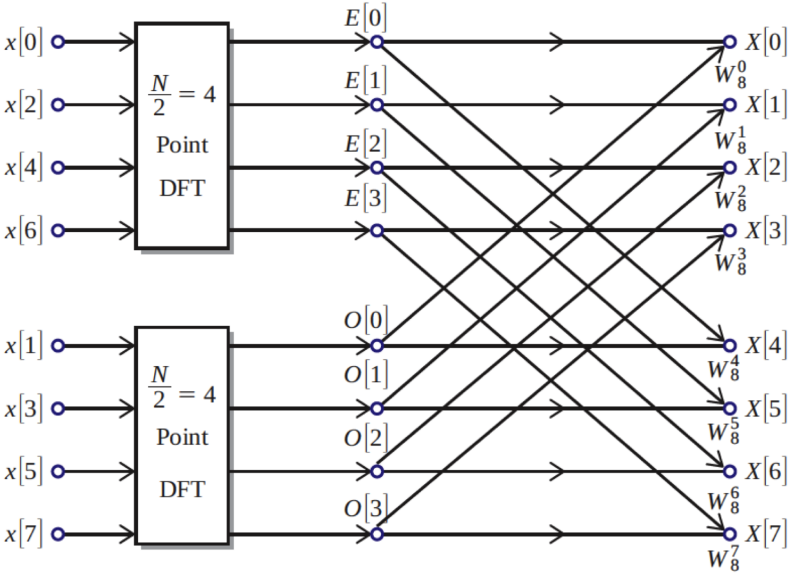 x[0] E[0] X[0]
W_8^0
x[2] E[1] X[1]
W_8^1
x[4] E[2] X[2]
W_8^2
x[6] E[3] X[3]
W_8^3
N/2 = 4
Point
DFT
x[1] O[0] X[4]
W_8^4
x[3] O[1] X[5]
W_8^5
x[5] O[2] X[6]
W_8^6
x[7] O[3] X[7]
W_8^7
N/2 = 4
Point
DFT